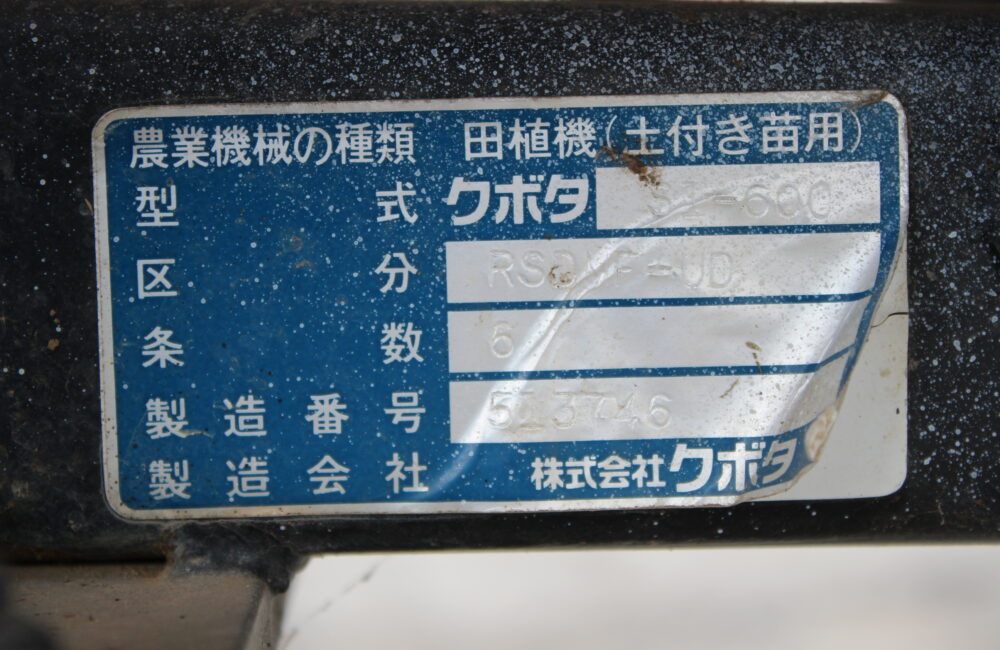 農業機械の種類 田植機(土付き苗用)
型式 クボタ
区分
条数 6
製造番号 513746
製造会社 株式会社クボタ